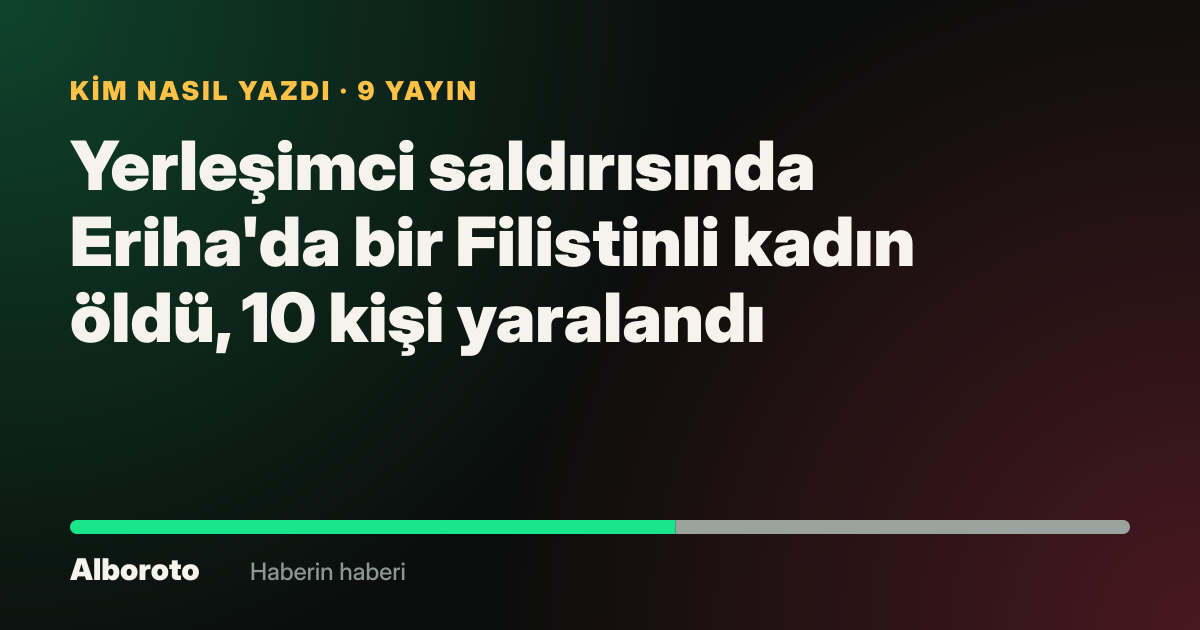 KİM NASIL YAZDI · 9 YAYIN
Yerleşimci saldırısında
Eriha'da bir Filistinli kadın
öldü, 10 kişi yaralandı
Alboroto
Haberin haberi